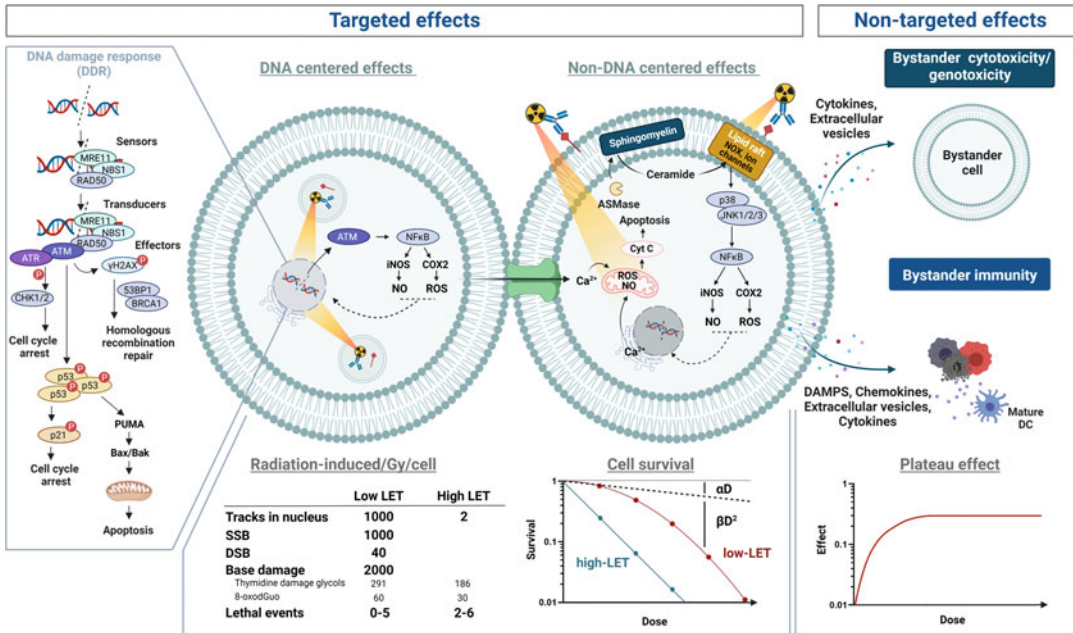 Targeted effects
Non-targeted effects
DNA damage response
(DDR)
Sensors
MRE11
NBS1
RAD50
Transducers
MRE11
NBS1
RAD50
ATR
ATM
Effectors
P
γH2AX
P
CHK1/2
53BP1
BRCA1
Cell cycle
arrest
Homologous
recombination
repair
P
p53
P
p53
P
p53
P
p21
PUMA
Cell cycle
arrest
Bax/Bak
Apoptosis
DNA centered effects
ATM
NFκB
iNOS
COX2
NO
ROS
Non-DNA centered effects
Sphingomyelin
Lipid raft
NOX, ion
channels
Ceramide
ASMase
p38
JNK1/2/3
Apoptosis
Cyt C
NFκB
Ca²⁺
ROS
NO
iNOS
COX2
NO
ROS
Ca²⁺
Cytokines,
Extracellular
vesicles
Bystander cytotoxicity/
genotoxicity
Bystander
cell
Bystander immunity
DAMPS, Chemokines,
Extracellular vesicles,
Cytokines
Mature
DC
Radiation-induced/Gy/cell
Low LET High LET
Tracks in nucleus 1000 2
SSB 1000
DSB 40
Base damage 2000
Thymidine damage glycols 291 186
8-oxodGuo 60 30
Lethal events 0-5 2-6
Cell survival
1
αD
βD²
Survival
0.1
high-LET
low-LET
0.01
Dose
Plateau effect
1
Effect
0.1
0.01
Dose